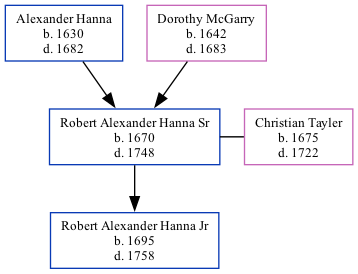 Alexander Hanna
b. 1630
d. 1682
Dorothy McGarry
b. 1642
d. 1683
Robert Alexander Hanna Sr
b. 1670
d. 1748
Christian Tayler
b. 1675
d. 1722
Robert Alexander Hanna Jr
b. 1695
d. 1758